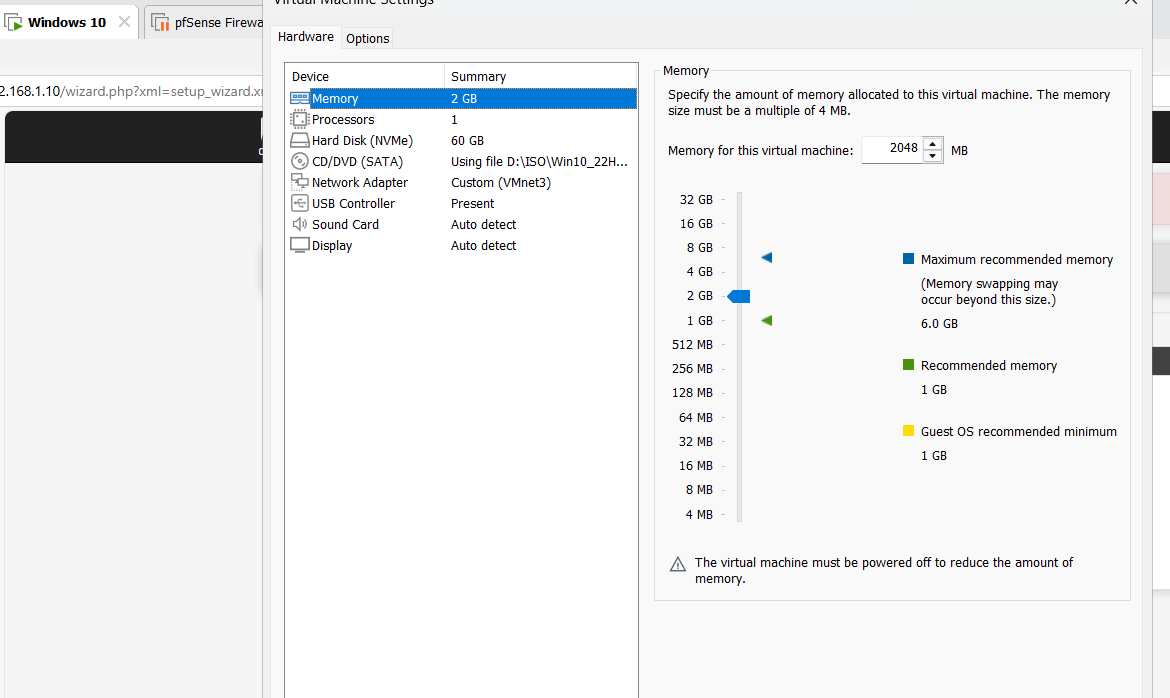 Virtual Machine Settings
Windows 10
pfSense Firewa
Hardware
Options
2.168.1.10/wizard.php?xml=setup_wizard.x
Device Summary
Memory 2 GB
Processors 1
Hard Disk (NVMe) 60 GB
CD/DVD (SATA) Using file D:\ISO\Win10_22H...
Network Adapter Custom (VMnet3)
USB Controller Present
Sound Card Auto detect
Display Auto detect
Memory
Specify the amount of memory allocated to this virtual machine. The memory
size must be a multiple of 4 MB.
Memory for this virtual machine: 2048 MB
32 GB
16 GB
8 GB
4 GB
2 GB
1 GB
512 MB
256 MB
128 MB
64 MB
32 MB
16 MB
8 MB
4 MB
Maximum recommended memory
(Memory swapping may
occur beyond this size.)
6.0 GB
Recommended memory
1 GB
Guest OS recommended minimum
1 GB
The virtual machine must be powered off to reduce the amount of
memory.